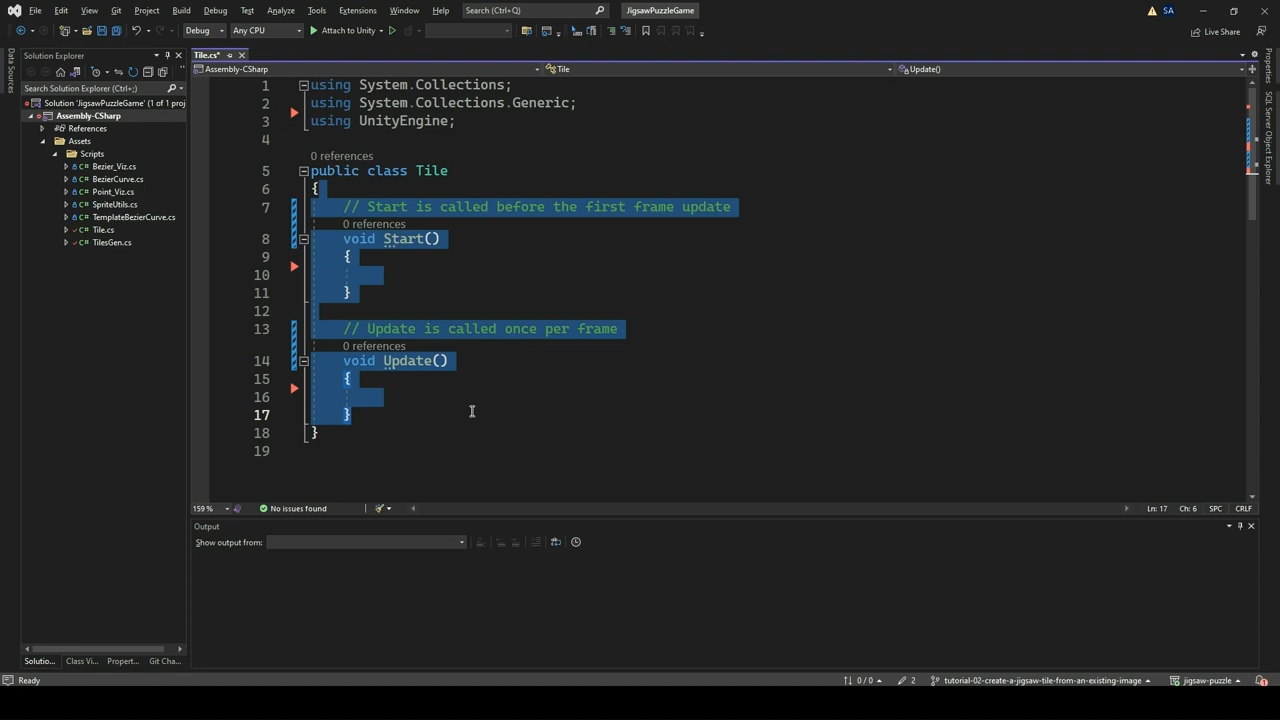 File Edit View Git Project Build Debug Test Analyze Tools Extensions Window Help Search (Ctrl+Q) JigsawPuzzleGame SA
Debug Any CPU Attach to Unity Live Share
Data Sources
Solution Explorer
Search Solution Explorer (Ctrl+;)
Solution 'JigsawPuzzleGame' (1 of 1 proj
Assembly-CSharp
References
Assets
Scripts
Bezier_Viz.cs
BezierCurve.cs
Point_Viz.cs
SpriteUtils.cs
TemplateBezierCurve.cs
Tile.cs
TilesGen.cs
Soluti­o... Class Vi... Propert... Git Cha...
Tile.cs*
Assembly-CSharp Tile Update()
1 using System.Collections;
2 using System.Collections.Generic;
3 using UnityEngine;
4
0 references
5 public class Tile
6 {
7 // Start is called before the first frame update
0 references
8 void Start()
9 {
10
11 }
12
13 // Update is called once per frame
0 references
14 void Update()
15 {
16
17 }
18 }
19
159 % No issues found Ln: 17 Ch: 6 SPC CRLF
Output
Show output from:
Properties
SQL Server Object Explorer
Ready 0 / 0 2 tutorial-02-create-a-jigsaw-tile-from-an-existing-image jigsaw-puzzle 1